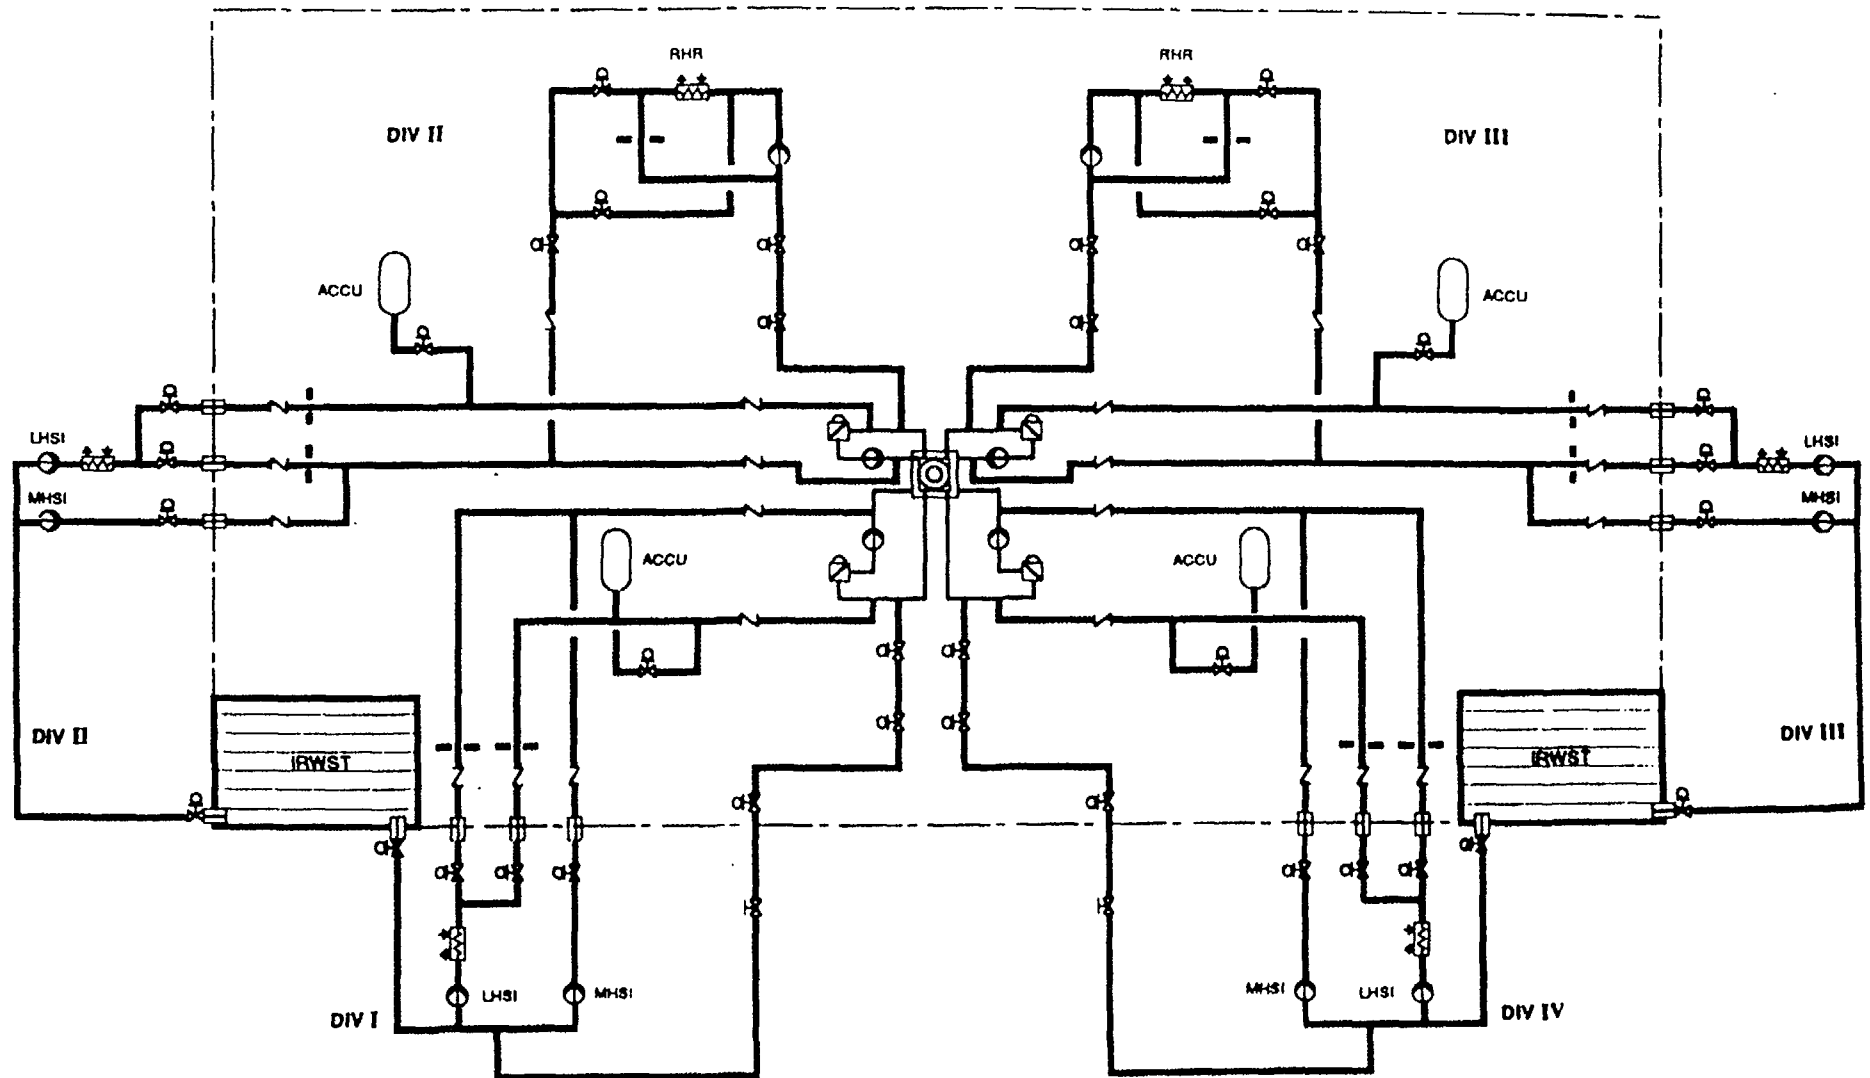 RHR
RHR
DIV II
DIV III
ACCU
ACCU
LHSI
LHSI
MHSI
MHSI
ACCU
ACCU
DIV II
DIV III
IRWST
IRWST
LHSI
MHSI
MHSI
LHSI
DIV I
DIV IV